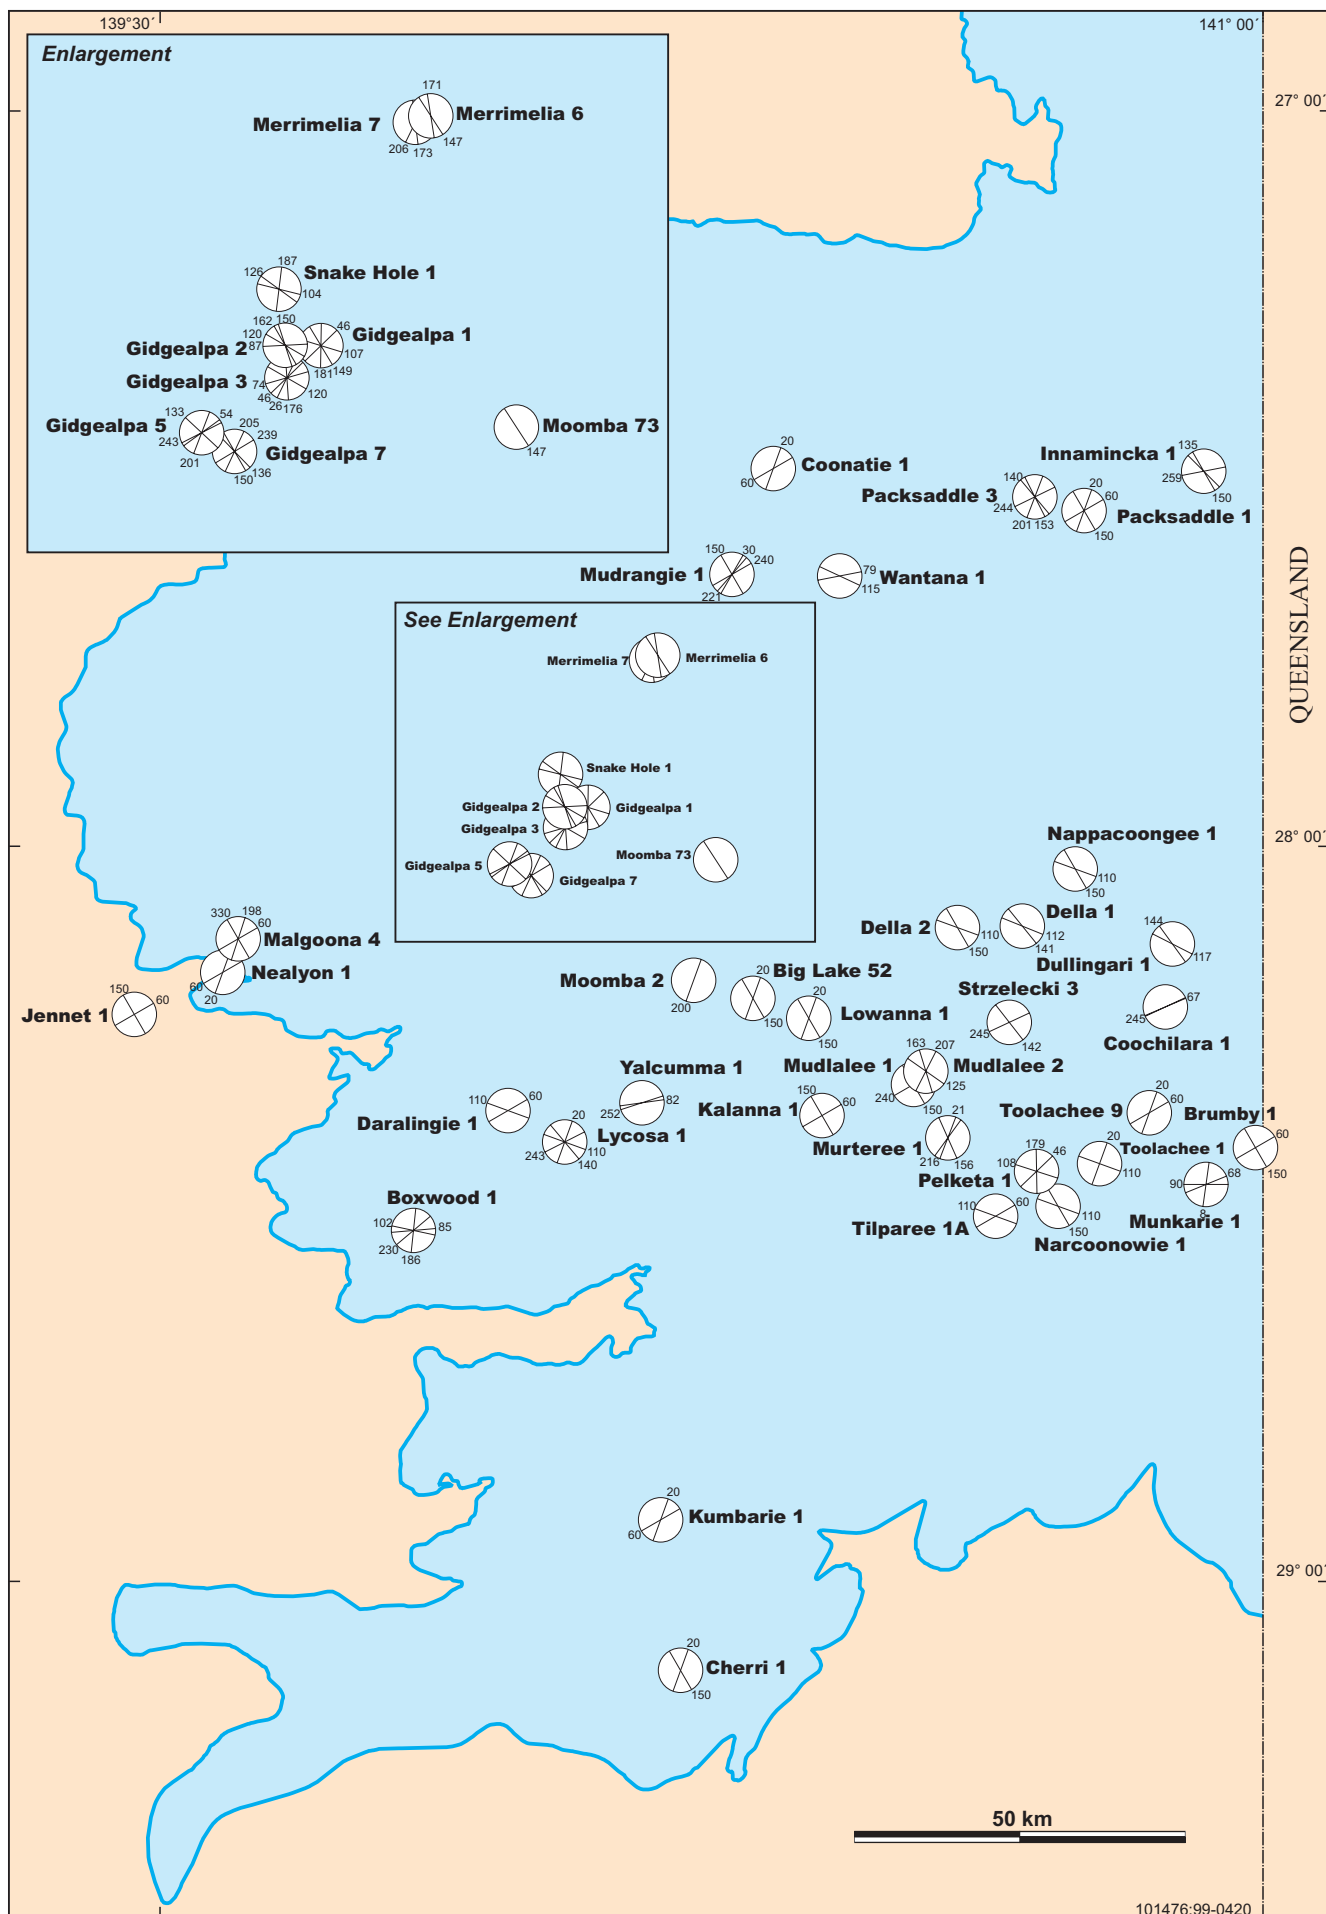 139°30´
141° 00´
Enlargement
27° 00´
171
Merrimelia 7
Merrimelia 6
206
173
147
187
Snake Hole 1
126
104
162
150
46
120
Gidgealpa 1
Gidgealpa 2
87
107
181
149
Gidgealpa 3
74
46
26
176
120
133
54
205
Gidgealpa 5
239
243
Gidgealpa 7
201
136
150
Moomba 73
147
20
Coonatie 1
60
135
Innamincka 1
259
150
140
Packsaddle 3
244
201
153
20
60
Packsaddle 1
150
150
30
240
Mudrangie 1
221
79
Wantana 1
115
QUEENSLAND
See Enlargement
Merrimelia 7
Merrimelia 6
Snake Hole 1
Gidgealpa 2
Gidgealpa 1
Gidgealpa 3
Moomba 73
Gidgealpa 5
Gidgealpa 7
28° 00´
Nappacoongee 1
110
150
Della 1
112
141
Della 2
110
150
144
Dullingari 1
117
330
198
60
Malgoona 4
Nealyon 1
60
20
150
60
Jennet 1
Moomba 2
200
20
Big Lake 52
150
20
Lowanna 1
150
Strzelecki 3
245
142
67
245
Coochilara 1
163
207
Mudlalee 1
Mudlalee 2
240
125
Yalcumma 1
82
252
150
60
Kalanna 1
110
60
Daralingie 1
20
Lycosa 1
243
110
140
150
21
Murteree 1
216
156
20
60
Toolachee 9
Brumby 1
60
150
179
46
108
Pelketa 1
20
Toolachee 1
110
68
90
8
Munkarie 1
110
60
Tilparee 1A
110
150
Narcoonowie 1
Boxwood 1
102
85
230
186
20
Kumbarie 1
60
29° 00´
20
Cherri 1
150
50 km
101476:99-0420